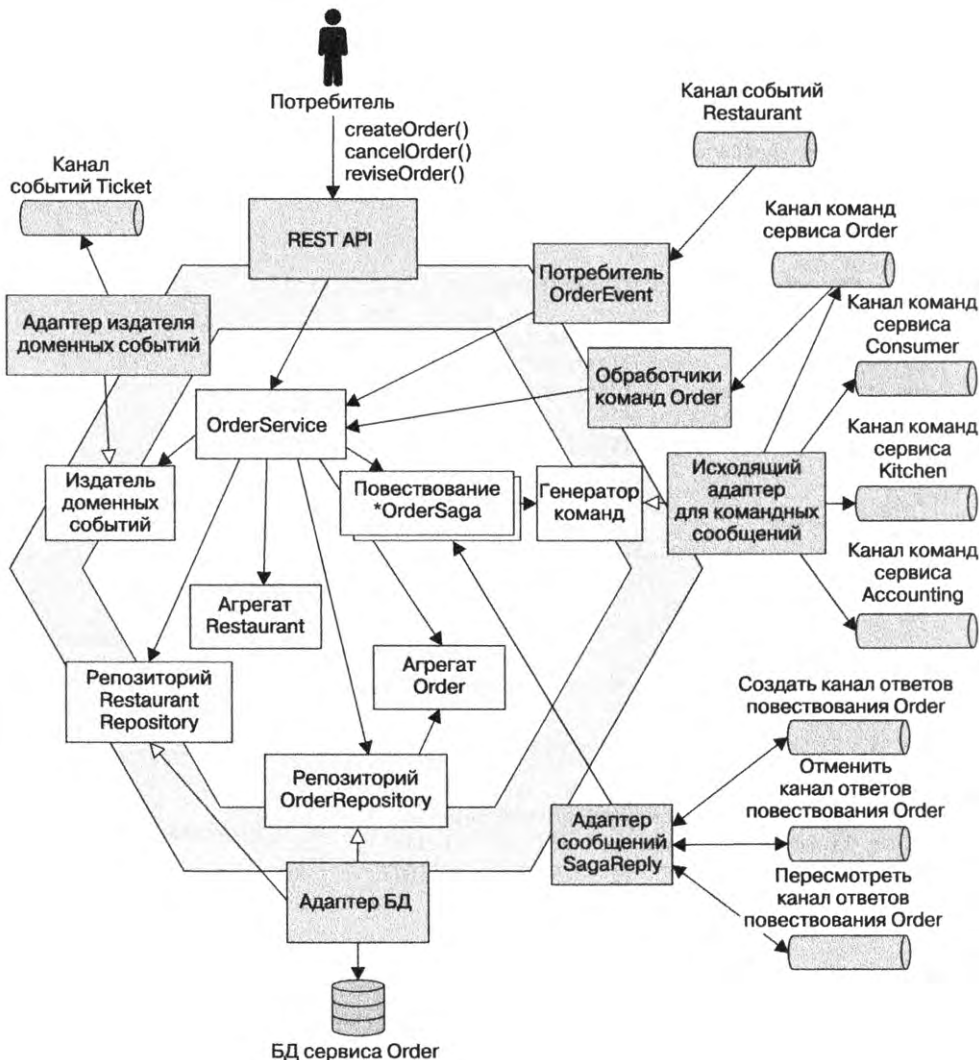 Потребитель
createOrder()
cancelOrder()
reviseOrder()
Канал событий
Restaurant
Канал
событий Ticket
REST API
Канал команд
сервиса Order
Потребитель
OrderEvent
Адаптер издателя
доменных событий
Канал команд
сервиса
Consumer
Обработчики
команд Order
OrderService
Канал команд
сервиса
Kitchen
Издатель
доменных
событий
Повествование
*OrderSaga
Генератор
команд
Исходящий
адаптер
для командных
сообщений
Канал команд
сервиса
Accounting
Агрегат
Restaurant
Агрегат
Order
Репозиторий
Restaurant
Repository
Создать канал ответов
повествования Order
Репозиторий
OrderRepository
Отменить
канал ответов
повествования Order
Адаптер
сообщений
SagaReply
Пересмотреть
канал ответов
повествования Order
Адаптер БД
БД сервиса Order